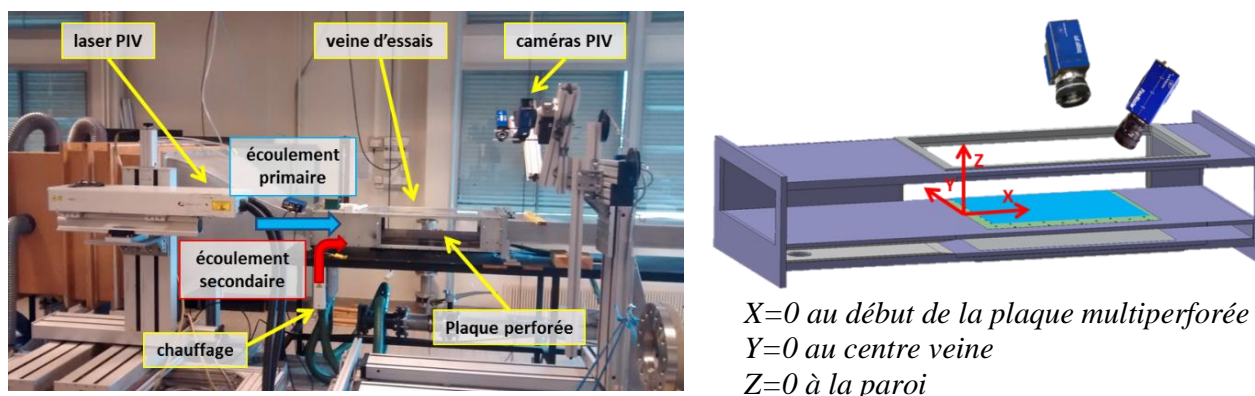 laser PIV
veine d'essais
caméras PIV
écoulement
primaire
écoulement
secondaire
chauffage
Plaque perforée
Z
Y
X
X=0 au début de la plaque multiperforée
Y=0 au centre veine
Z=0 à la paroi